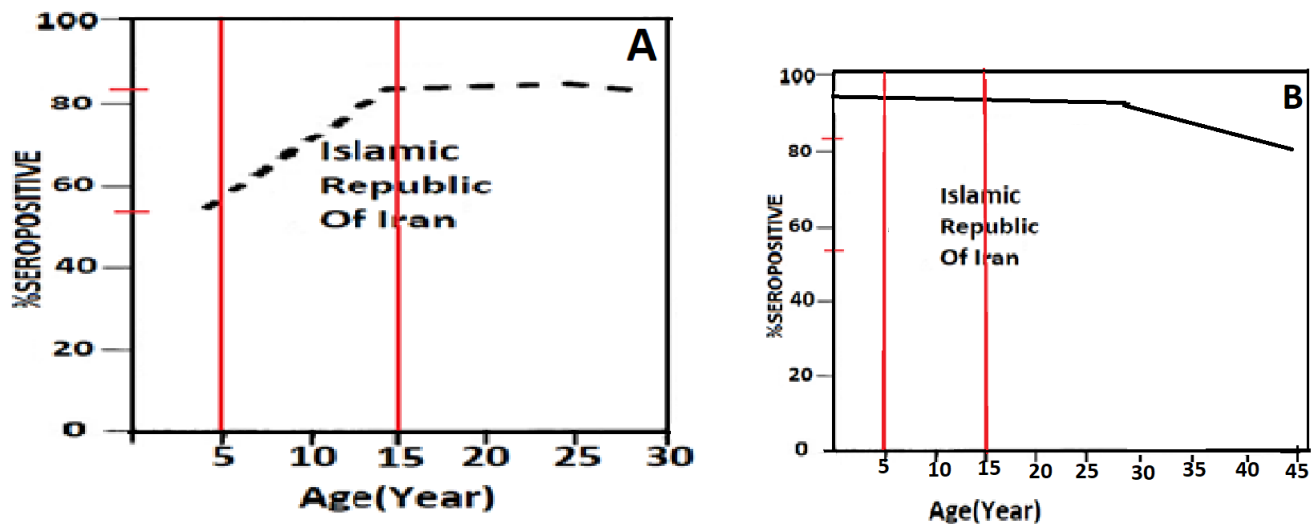 100
A
80
Islamic
Republic
Of Iran
60
40
20
0
%SEROPOSITIVE
5 10 15 20 25 30
Age(Year)
100
B
80
Islamic
Republic
Of Iran
60
40
20
0
%SEROPOSITIVE
5 10 15 20 25 30 35 40 45
Age(Year)